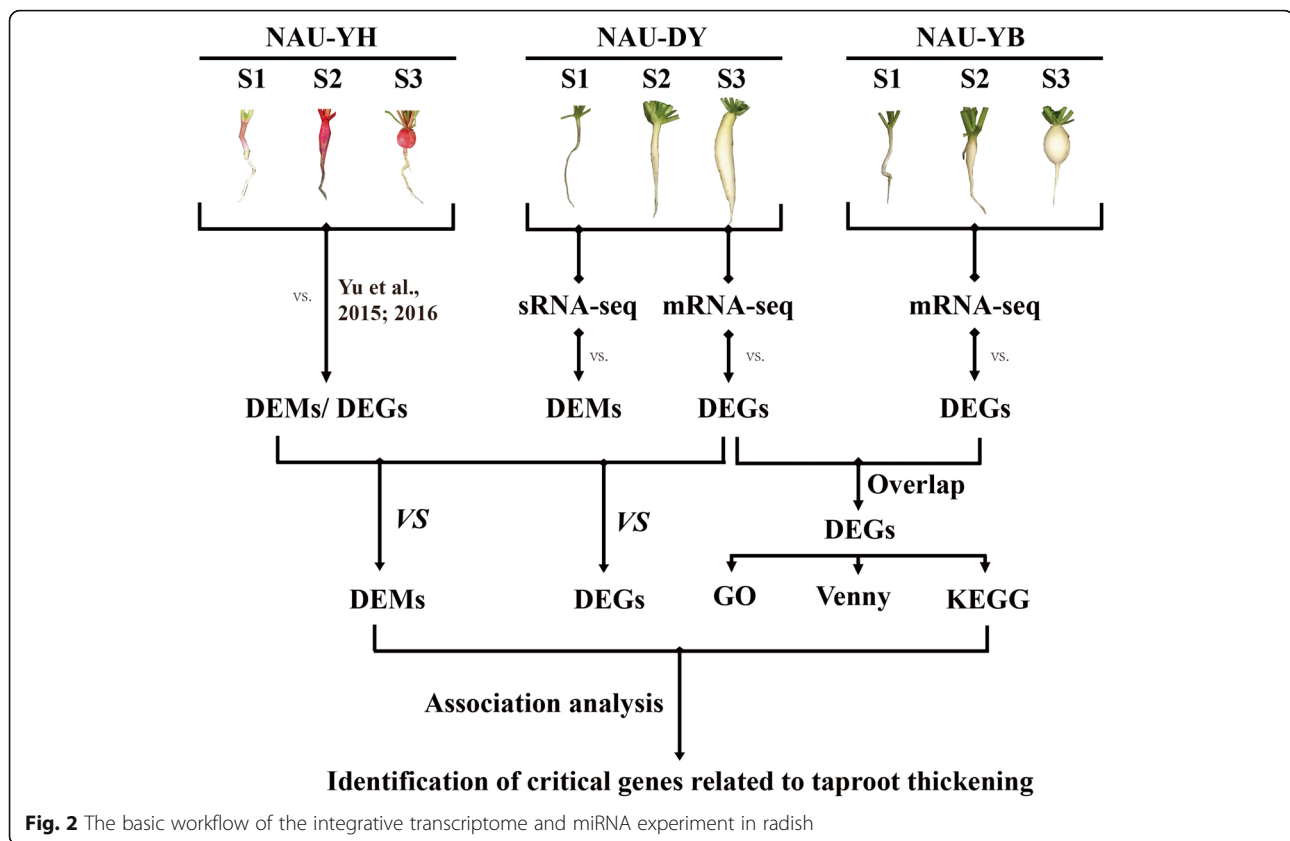 NAU-YH NAU-DY NAU-YB
S1 S2 S3 S1 S2 S3 S1 S2 S3
vs. Yu et al.,
2015; 2016
sRNA-seq mRNA-seq mRNA-seq
vs. vs. vs.
DEMs/ DEGs DEMs DEGs DEGs
Overlap
VS VS
DEGs
DEMs DEGs GO Venny KEGG
Association analysis
Identification of critical genes related to taproot thickening
Fig. 2 The basic workflow of the integrative transcriptome and miRNA experiment in radish